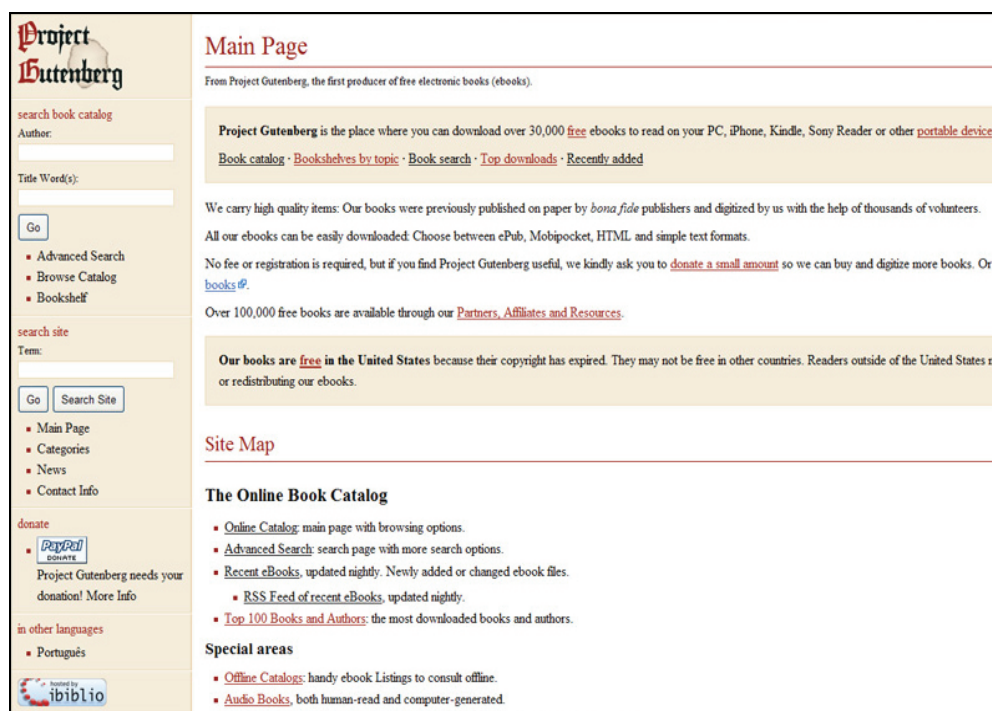 Project
Gutenberg
search book catalog
Author:
Title Word(s):
Go
Advanced Search
Browse Catalog
Bookshelf
search site
Term:
Go Search Site
Main Page
Categories
News
Contact Info
donate
PayPal
DONATE
Project Gutenberg needs your
donation! More Info
in other languages
Português
hosted by
ibiblio
Main Page
From Project Gutenberg, the first producer of free electronic books (ebooks).
Project Gutenberg is the place where you can download over 30,000 free ebooks to read on your PC, iPhone, Kindle, Sony Reader or other portable device
Book catalog · Bookshelves by topic · Book search · Top downloads · Recently added
We carry high quality items: Our books were previously published on paper by bona fide publishers and digitized by us with the help of thousands of volunteers.
All our ebooks can be easily downloaded: Choose between ePub, Mobipocket, HTML and simple text formats.
No fee or registration is required, but if you find Project Gutenberg useful, we kindly ask you to donate a small amount so we can buy and digitize more books. Or
books.
Over 100,000 free books are available through our Partners, Affiliates and Resources.
Our books are free in the United States because their copyright has expired. They may not be free in other countries. Readers outside of the United States
or redistributing our ebooks.
Site Map
The Online Book Catalog
Online Catalog: main page with browsing options.
Advanced Search: search page with more search options.
Recent eBooks, updated nightly. Newly added or changed ebook files.
RSS Feed of recent eBooks, updated nightly.
Top 100 Books and Authors: the most downloaded books and authors.
Special areas
Offline Catalogs: handy ebook Listings to consult offline.
Audio Books, both human-read and computer-generated.